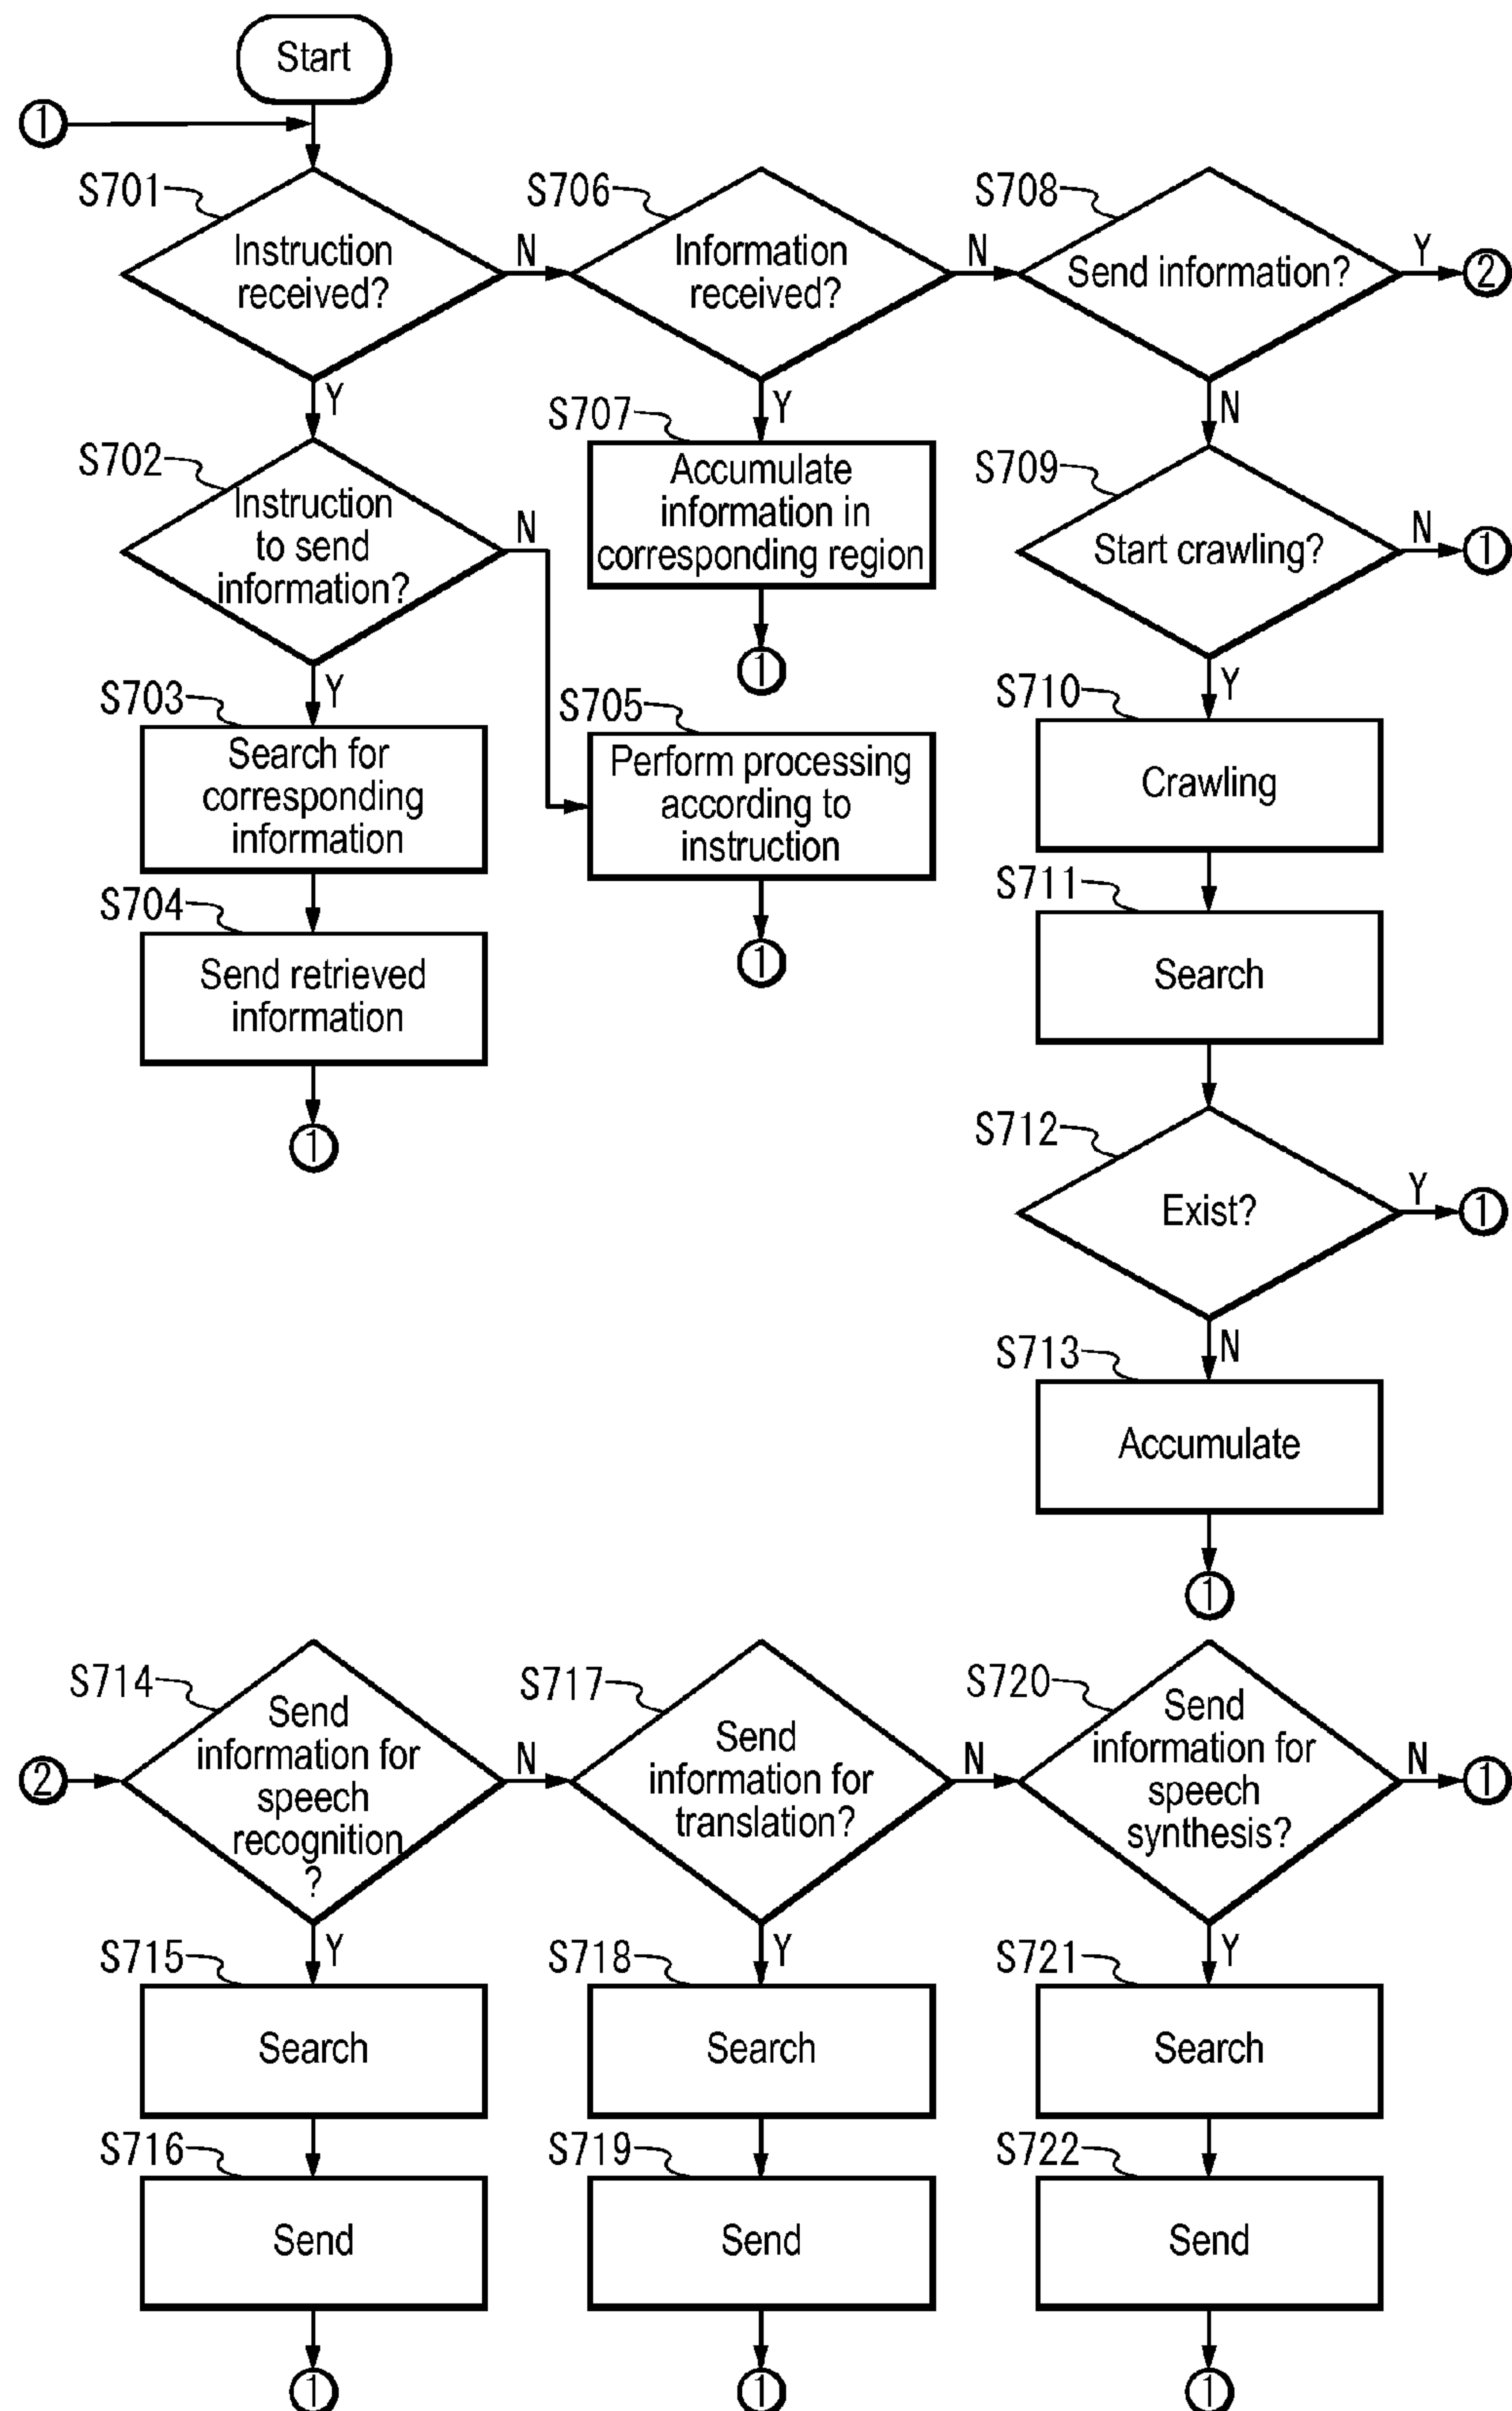 Start
1
S701
Instruction
received?
N
Y
S706
Information
received?
N
Y
S708
Send information?
Y
2
N
S702
Instruction
to send
information?
N
Y
S707
Accumulate
information in
corresponding region
1
S709
Start crawling?
N
1
Y
S703
Search for
corresponding
information
S705
Perform processing
according to
instruction
1
S710
Crawling
S704
Send retrieved
information
1
S711
Search
S712
Exist?
Y
1
N
S713
Accumulate
1
2
S714
Send
information for
speech
recognition
?
N
Y
S717
Send
information for
translation?
N
Y
S720
Send
information for
speech
synthesis?
N
1
Y
S715
Search
S718
Search
S721
Search
S716
Send
1
S719
Send
1
S722
Send
1